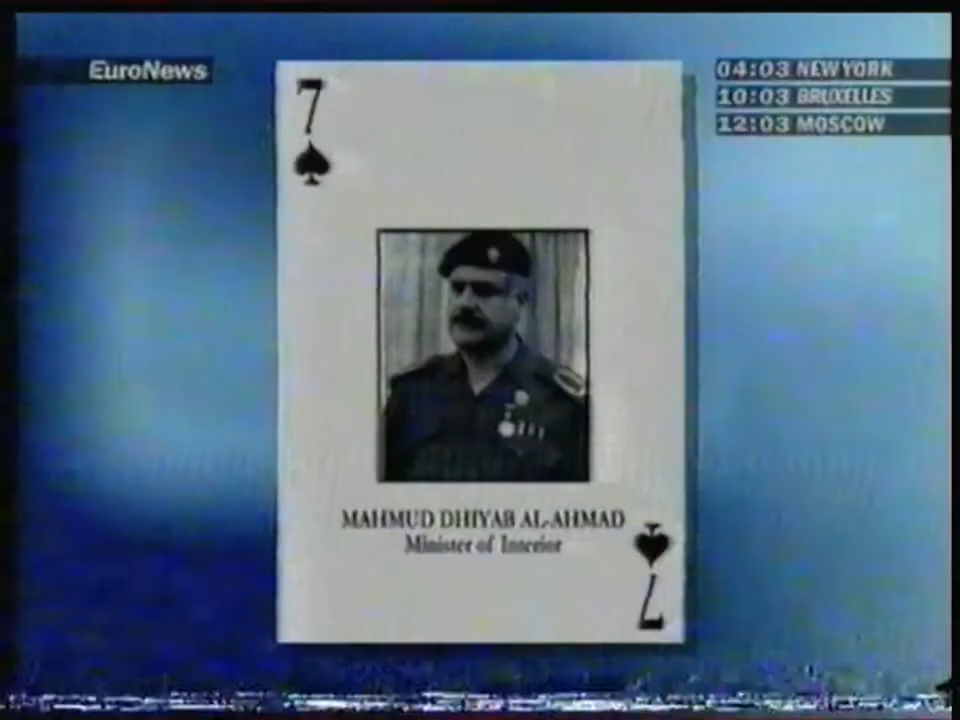 EuroNews
04:03 NEW YORK
10:03 BRUXELLES
12:03 MOSCOW
7
MAHMUD DHIYAB AL-AHMAD
Minister of Interior
7